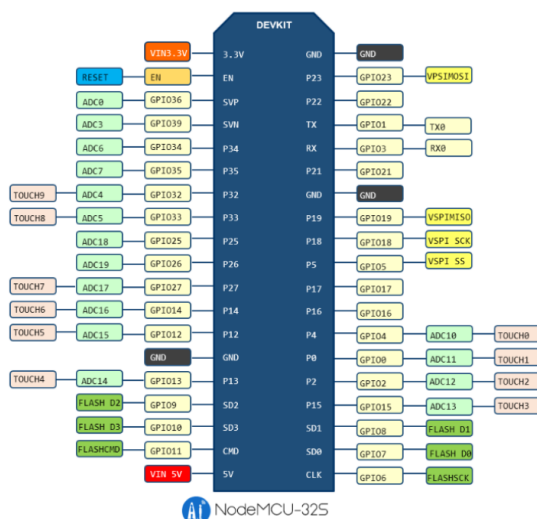 DEVKIT
VIN3.3V 3.3V GND GND
RESET EN EN P23 GPIO23 VPSIMOSI
ADC0 GPIO36 SVP P22 GPIO22
ADC3 GPIO39 SVN TX GPIO1 TX0
ADC6 GPIO34 P34 RX GPIO3 RX0
ADC7 GPIO35 P35 P21 GPIO21
TOUCH9 ADC4 GPIO32 P32 GND GND
TOUCH8 ADC5 GPIO33 P33 P19 GPIO19 VSPIMISO
ADC18 GPIO25 P25 P18 GPIO18 VSPI SCK
ADC19 GPIO26 P26 P5 GPIO5 VSPI SS
TOUCH7 ADC17 GPIO27 P27 P17 GPIO17
TOUCH6 ADC16 GPIO14 P14 P16 GPIO16
TOUCH5 ADC15 GPIO12 P12 P4 GPIO4 ADC10 TOUCH0
GND GND P0 GPIO0 ADC11 TOUCH1
TOUCH4 ADC14 GPIO13 P13 P2 GPIO2 ADC12 TOUCH2
FLASH D2 GPIO9 SD2 P15 GPIO15 ADC13 TOUCH3
FLASH D3 GPIO10 SD3 SD1 GPIO8 FLASH D1
FLASHCMD GPIO11 CMD SD0 GPIO7 FLASH D0
VIN 5V 5V CLK GPIO6 FLASHSCK
Ai NodeMCU-32S